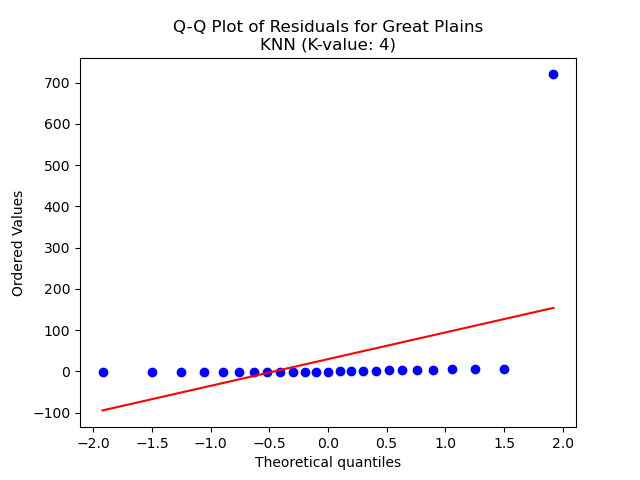 Q-Q Plot of Residuals for Great Plains
KNN (K-value: 4)
Ordered Values
700
600
500
400
300
200
100
0
−100
−2.0 −1.5 −1.0 −0.5 0.0 0.5 1.0 1.5 2.0
Theoretical quantiles